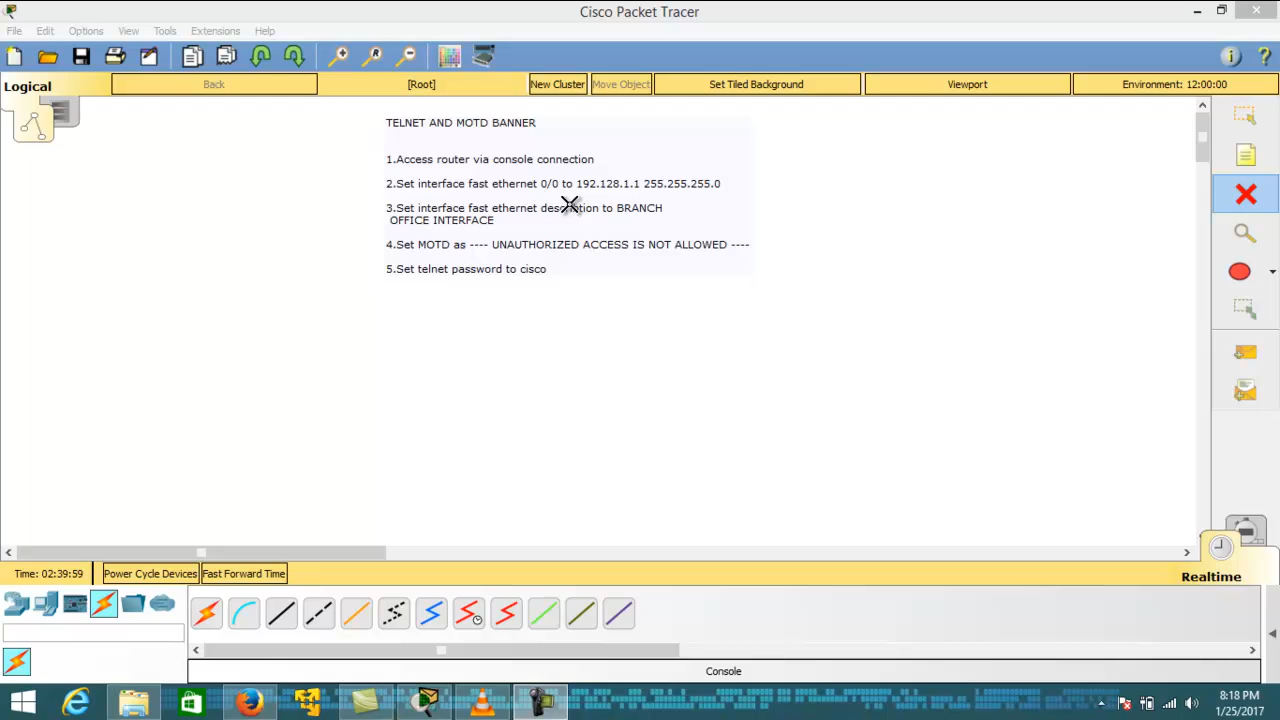 Cisco Packet Tracer
File Edit Options View Tools Extensions Help
Logical Back [Root] New Cluster Move Object Set Tiled Background Viewport Environment: 12:00:00
TELNET AND MOTD BANNER
1.Access router via console connection
2.Set interface fast ethernet 0/0 to 192.128.1.1 255.255.255.0
3.Set interface fast ethernet description to BRANCH
OFFICE INTERFACE
4.Set MOTD as ---- UNAUTHORIZED ACCESS IS NOT ALLOWED ----
5.Set telnet password to cisco
Time: 02:39:59 Power Cycle Devices Fast Forward Time Realtime
Console
8:18 PM
1/25/2017